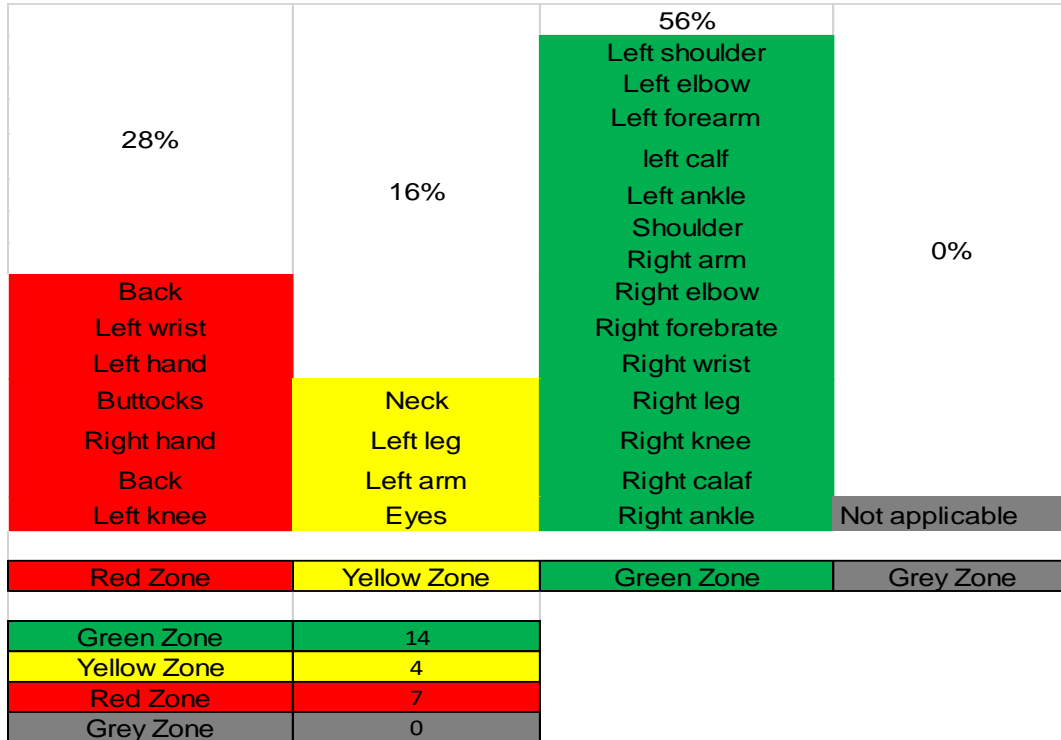 56%
Left shoulder
Left elbow
Left forearm
left calf
Left ankle
Shoulder
Right arm
Right elbow
Right forebrate
Right wrist
Right leg
Right knee
Right calaf
Right ankle
28%
Back
Left wrist
Left hand
Buttocks
Right hand
Back
Left knee
16%
Neck
Left leg
Left arm
Eyes
0%
Not applicable
Red Zone
Yellow Zone
Green Zone
Grey Zone
Green Zone 14
Yellow Zone 4
Red Zone 7
Grey Zone 0